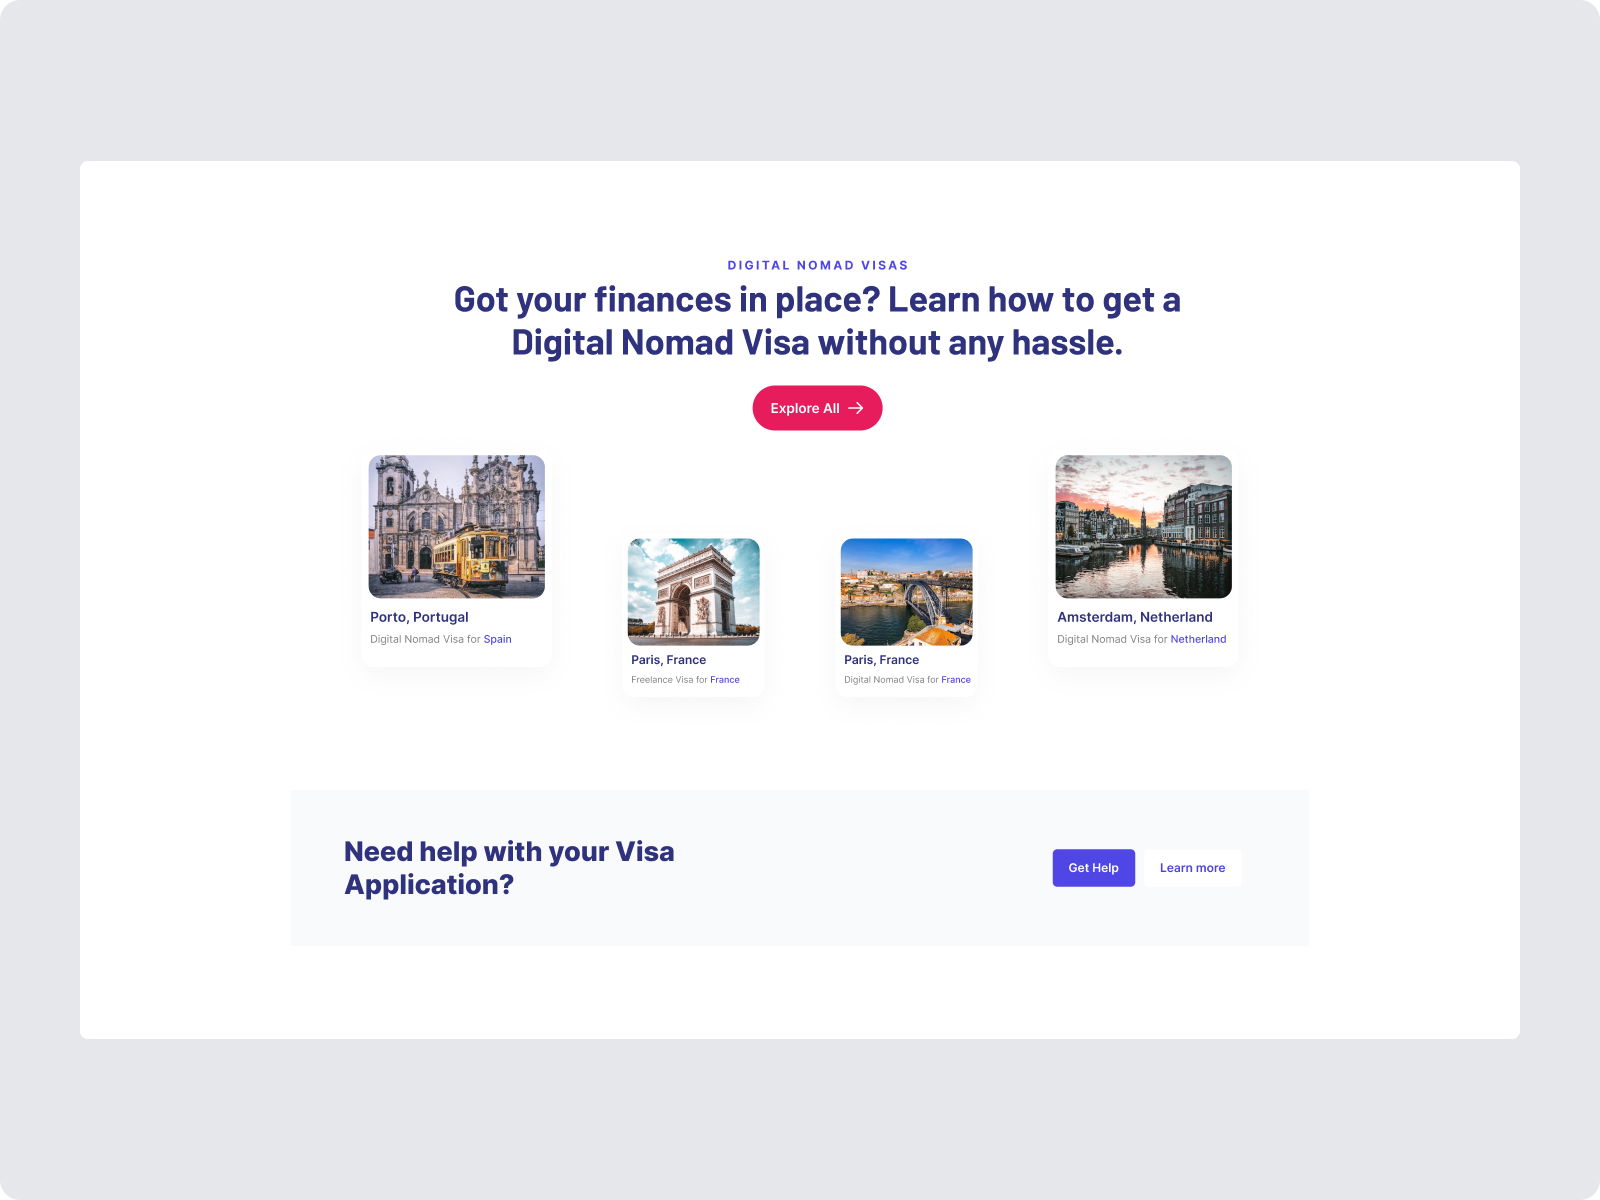 DIGITAL NOMAD VISAS
Got your finances in place? Learn how to get a
Digital Nomad Visa without any hassle.
Explore All
Porto, Portugal
Digital Nomad Visa for Spain
Paris, France
Freelance Visa for France
Paris, France
Digital Nomad Visa for France
Amsterdam, Netherland
Digital Nomad Visa for Netherland
Need help with your Visa
Application?
Get Help
Learn more